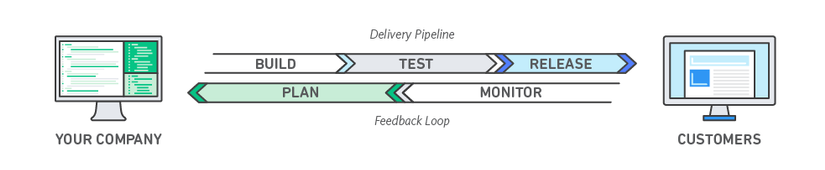 Delivery Pipeline
BUILD TEST RELEASE
PLAN MONITOR
Feedback Loop
YOUR COMPANY CUSTOMERS